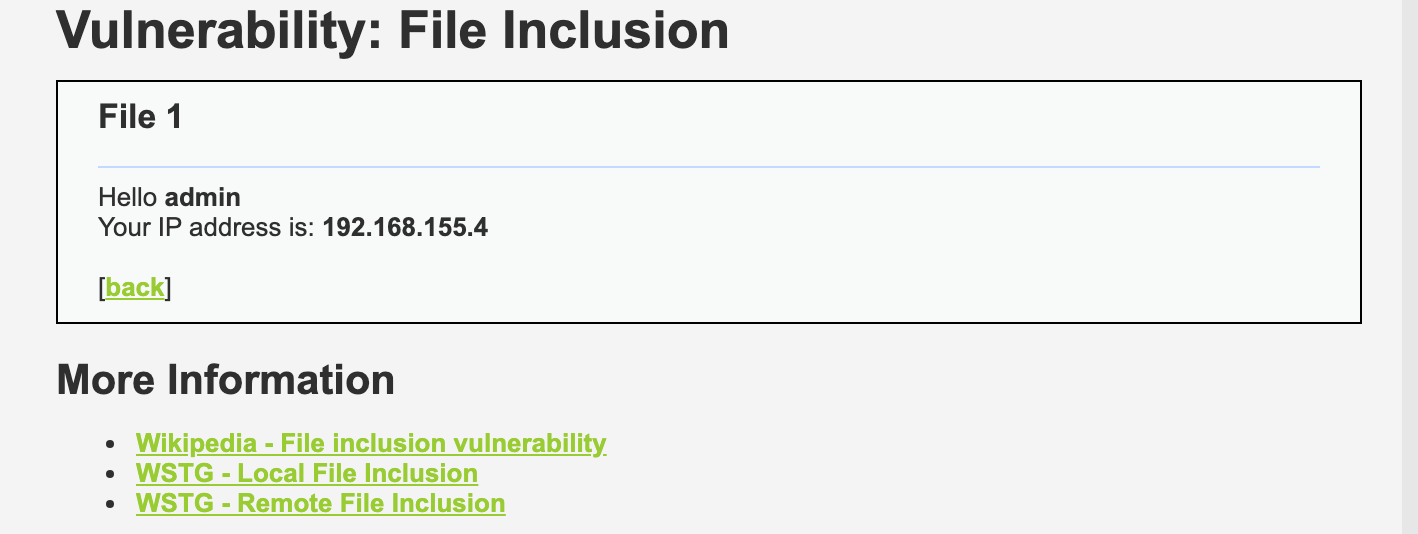 Vulnerability: File Inclusion
File 1
Hello admin
Your IP address is: 192.168.155.4
[back]
More Information
Wikipedia - File inclusion vulnerability
WSTG - Local File Inclusion
WSTG - Remote File Inclusion